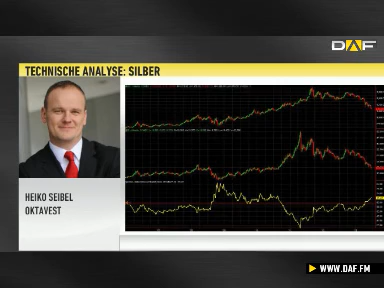 DAF
TECHNISCHE ANALYSE: SILBER
HEIKO SEIBEL
OKTAVEST
WWW.DAF.FM